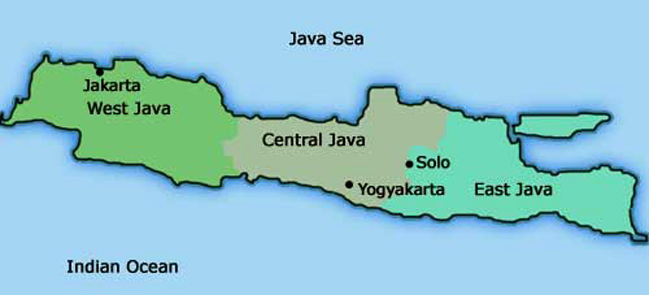 Java Sea
Jakarta
West Java
Central Java
Solo
Yogyakarta
East Java
Indian Ocean